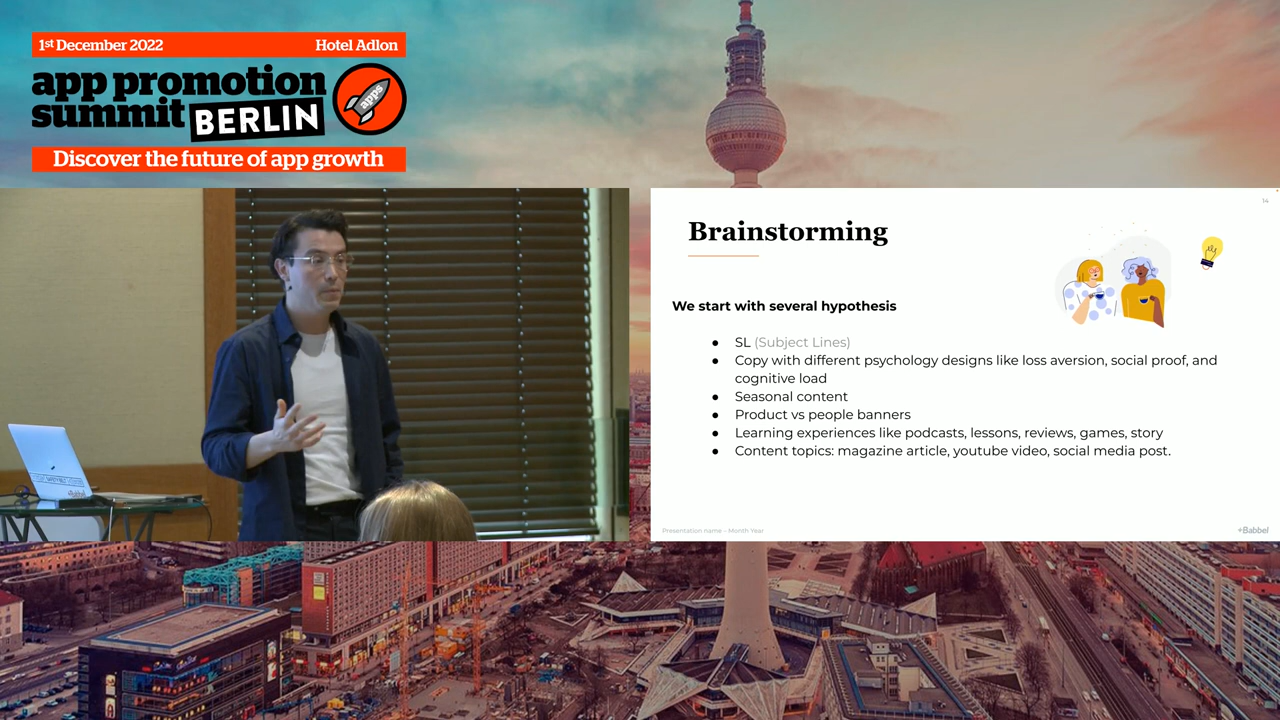 1st December 2022 Hotel Adlon
app promotion
summit BERLIN
apps
Discover the future of app growth
14
Brainstorming
We start with several hypothesis
● SL (Subject Lines)
● Copy with different psychology designs like loss aversion, social proof, and
cognitive load
● Seasonal content
● Product vs people banners
● Learning experiences like podcasts, lessons, reviews, games, story
● Content topics: magazine article, youtube video, social media post.
Presentation name – Month Year
+Babbel